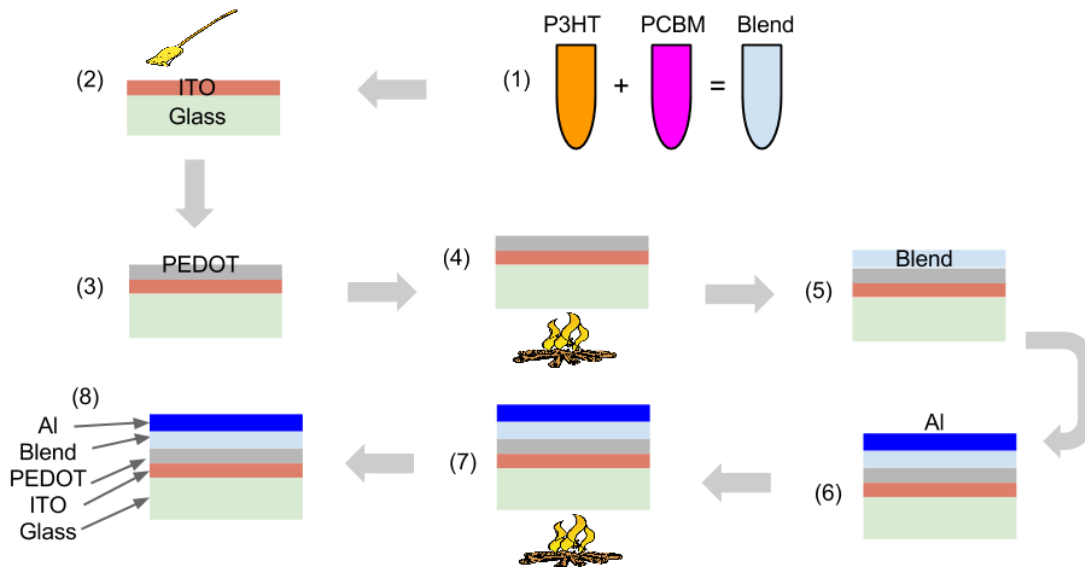 P3HT PCBM Blend
(1) + =
(2)
ITO
Glass
(3)
PEDOT
(4)
(5)
Blend
(6)
Al
(7)
(8)
Al
Blend
PEDOT
ITO
Glass